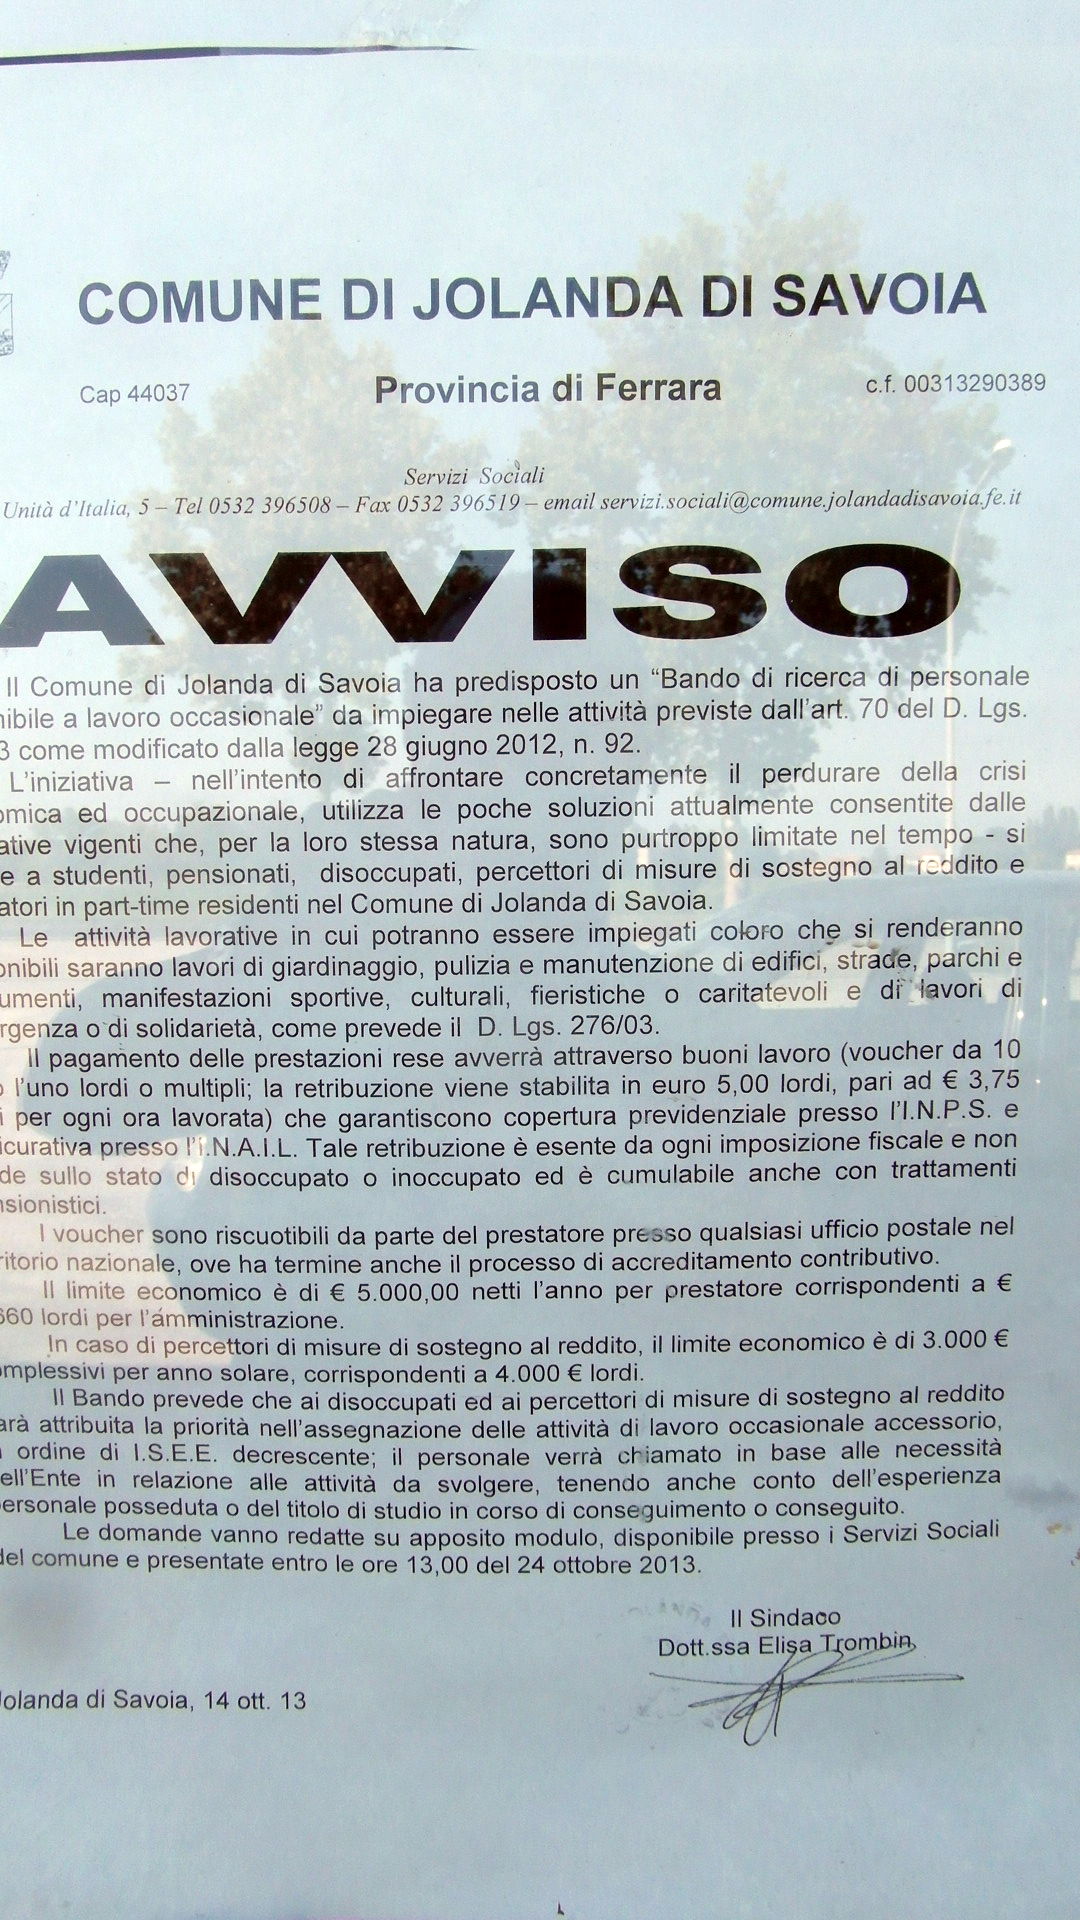 COMUNE DI JOLANDA DI SAVOIA
Cap 44037 Provincia di Ferrara c.f. 00313290389
Servizi Sociali
Unità d'Italia, 5 – Tel 0532 396508 – Fax 0532 396519 – email servizi.sociali@comune.jolandadisavoia.fe.it
AVVISO
Il Comune di Jolanda di Savoia ha predisposto un “Bando di ricerca di personale
nibile a lavoro occasionale” da impiegare nelle attività previste dall'art. 70 del D. Lgs.
3 come modificato dalla legge 28 giugno 2012, n. 92.
L'iniziativa – nell'intento di affrontare concretamente il perdurare della crisi
omica ed occupazionale, utilizza le poche soluzioni attualmente consentite dalle
ative vigenti che, per la loro stessa natura, sono purtroppo limitate nel tempo - si
e a studenti, pensionati, disoccupati, percettori di misure di sostegno al reddito e
atori in part-time residenti nel Comune di Jolanda di Savoia.
Le attività lavorative in cui potranno essere impiegati coloro che si renderanno
onibili saranno lavori di giardinaggio, pulizia e manutenzione di edifici, strade, parchi e
umenti, manifestazioni sportive, culturali, fieristiche o caritatevoli e di lavori di
rgenza o di solidarietà, come prevede il D. Lgs. 276/03.
Il pagamento delle prestazioni rese avverrà attraverso buoni lavoro (voucher da 10
o l'uno lordi o multipli; la retribuzione viene stabilita in euro 5,00 lordi, pari ad € 3,75
i per ogni ora lavorata) che garantiscono copertura previdenziale presso l'I.N.P.S. e
icurativa presso l'I.N.A.I.L. Tale retribuzione è esente da ogni imposizione fiscale e non
de sullo stato di disoccupato o inoccupato ed è cumulabile anche con trattamenti
nsionistici.
I voucher sono riscuotibili da parte del prestatore presso qualsiasi ufficio postale nel
ritorio nazionale, ove ha termine anche il processo di accreditamento contributivo.
Il limite economico è di € 5.000,00 netti l'anno per prestatore corrispondenti a €
660 lordi per l'amministrazione.
In caso di percettori di misure di sostegno al reddito, il limite economico è di 3.000 €
omplessivi per anno solare, corrispondenti a 4.000 € lordi.
Il Bando prevede che ai disoccupati ed ai percettori di misure di sostegno al reddito
arà attribuita la priorità nell'assegnazione delle attività di lavoro occasionale accessorio,
n ordine di I.S.E.E. decrescente; il personale verrà chiamato in base alle necessità
ell'Ente in relazione alle attività da svolgere, tenendo anche conto dell'esperienza
personale posseduta o del titolo di studio in corso di conseguimento o conseguito.
Le domande vanno redatte su apposito modulo, disponibile presso i Servizi Sociali
del comune e presentate entro le ore 13,00 del 24 ottobre 2013.
Il Sindaco
Dott.ssa Elisa Trombin
Jolanda di Savoia, 14 ott. 13